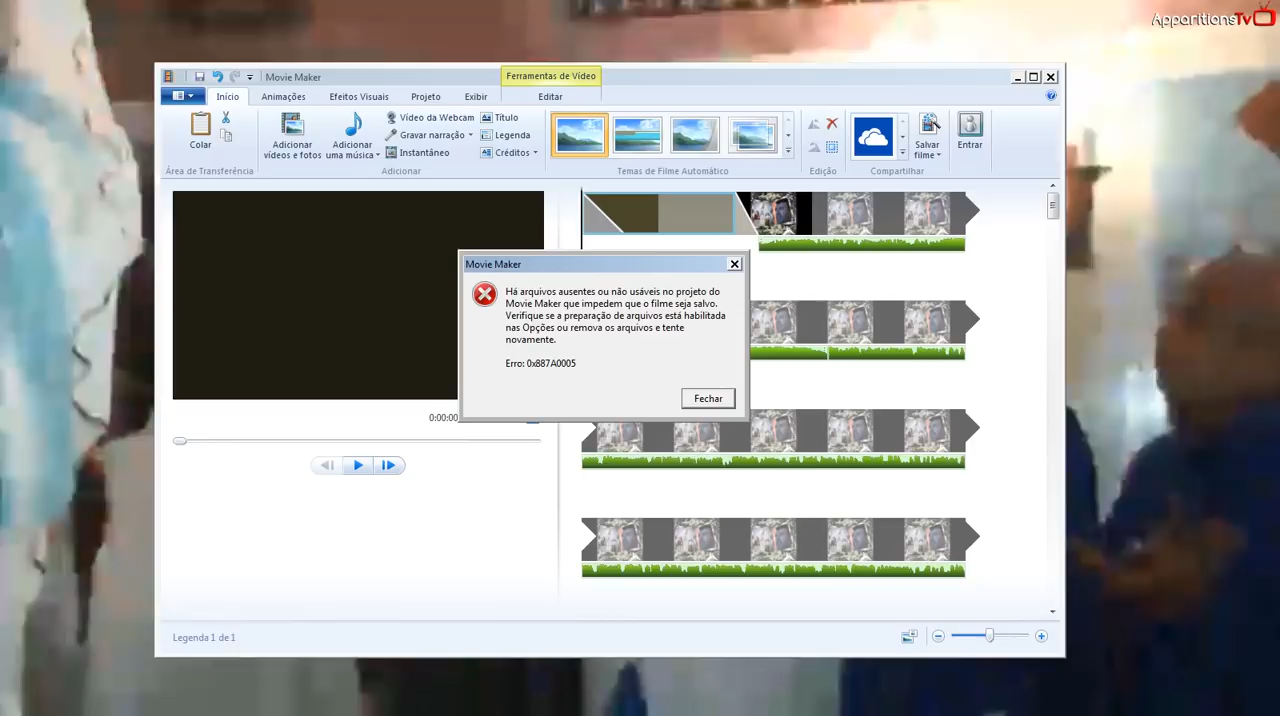 ApparitionsTv
Movie Maker
Ferramentas de Vídeo
Início
Animações
Efeitos Visuais
Projeto
Exibir
Editar
Colar
Adicionar
vídeos e fotos
Adicionar
uma música
Vídeo da Webcam
Gravar narração
Instantâneo
Título
Legenda
Créditos
Salvar
filme
Entrar
Área de Transferência
Adicionar
Temas de Filme Automático
Edição
Compartilhar
Movie Maker
Há arquivos ausentes ou não usáveis no projeto do
Movie Maker que impedem que o filme seja salvo.
Verifique se a preparação de arquivos está habilitada
nas Opções ou remova os arquivos e tente
novamente.
Erro: 0x887A0005
Fechar
0:00:00
Legenda 1 de 1